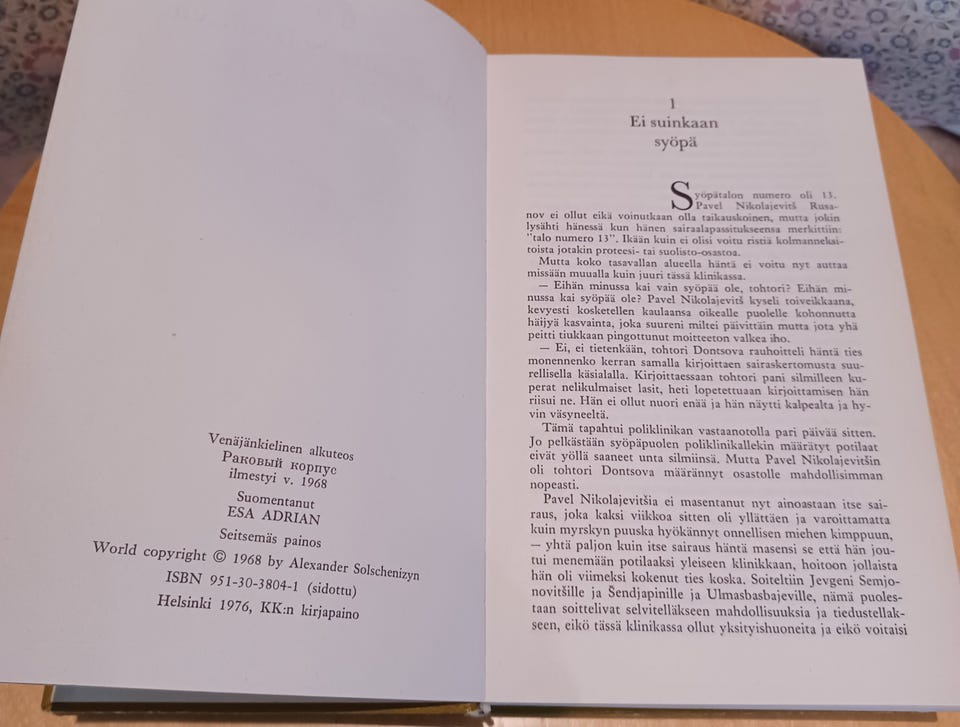 Venäjänkielinen alkuteos
Раковый корпус
ilmestyi v. 1968
Suomentanut
ESA ADRIAN
Seitsemäs painos
World copyright © 1968 by Alexander Solschenizyn
ISBN 951-30-3804-1 (sidottu)
Helsinki 1976, KK:n kirjapaino
1
Ei suinkaan
syöpä
Syöpätalon numero oli 13.
Pavel Nikolajevitš Rusa-
nov ei ollut eikä voinutkaan olla taikauskoinen, mutta jokin
lysähti hänessä kun hänen sairaalapassitukseensa merkittiin:
"talo numero 13". Ikään kuin ei olisi voitu ristiä kolmanneksi-
toista jotakin proteesi- tai suolisto-osastoa.
Mutta koko tasavallan alueella häntä ei voitu nyt auttaa
missään muualla kuin juuri tässä klinikassa.
— Eihän minussa kai vain syöpää ole, tohtori? Eihän mi-
nussa kai syöpää ole? Pavel Nikolajevitš kyseli toiveikkaana,
kevyesti kosketellen kaulaansa oikealle puolelle kohonnutta
häijyä kasvainta, joka suureni miltei päivittäin mutta jota yhä
peitti tiukkaan pingottunut moitteeton valkea iho.
— Ei, ei tietenkään, tohtori Dontsova rauhoitteli häntä ties
monennenko kerran samalla kirjoittaen sairaskertomusta suu-
rellisella käsialalla. Kirjoittaessaan tohtori pani silmilleen ku-
perat nelikulmaiset lasit, heti lopetettuaan kirjoittamisen hän
riisui ne. Hän ei ollut nuori enää ja hän näytti kalpealta ja hy-
vin väsyneeltä.
Tämä tapahtui poliklinikan vastaanotolla pari päivää sitten.
Jo pelkästään syöpäpuolen poliklinikallekin määrätyt potilaat
eivät yöllä saaneet unta silmiinsä. Mutta Pavel Nikolajevitšin
oli tohtori Dontsova määrännyt osastolle mahdollisimman
nopeasti.
Pavel Nikolajevitšia ei masentanut nyt ainoastaan itse sai-
raus, joka kaksi viikkoa sitten oli yllättäen ja varoittamatta
kuin myrskyn puuska hyökännyt onnellisen miehen kimppuun,
— yhtä paljon kuin itse sairaus häntä masensi se että hän jou-
tui menemään potilaaksi yleiseen klinikkaan, hoitoon jollaista
hän oli viimeksi kokenut ties koska. Soiteltiin Jevgeni Semjo-
novitšille ja Šendjapinille ja Ulmasbasbajeville, nämä puoles-
taan soittelivat selvitelläkseen mahdollisuuksia ja tiedustellak-
seen, eikö tässä klinikassa ollut yksityishuoneita ja eikö voitaisi